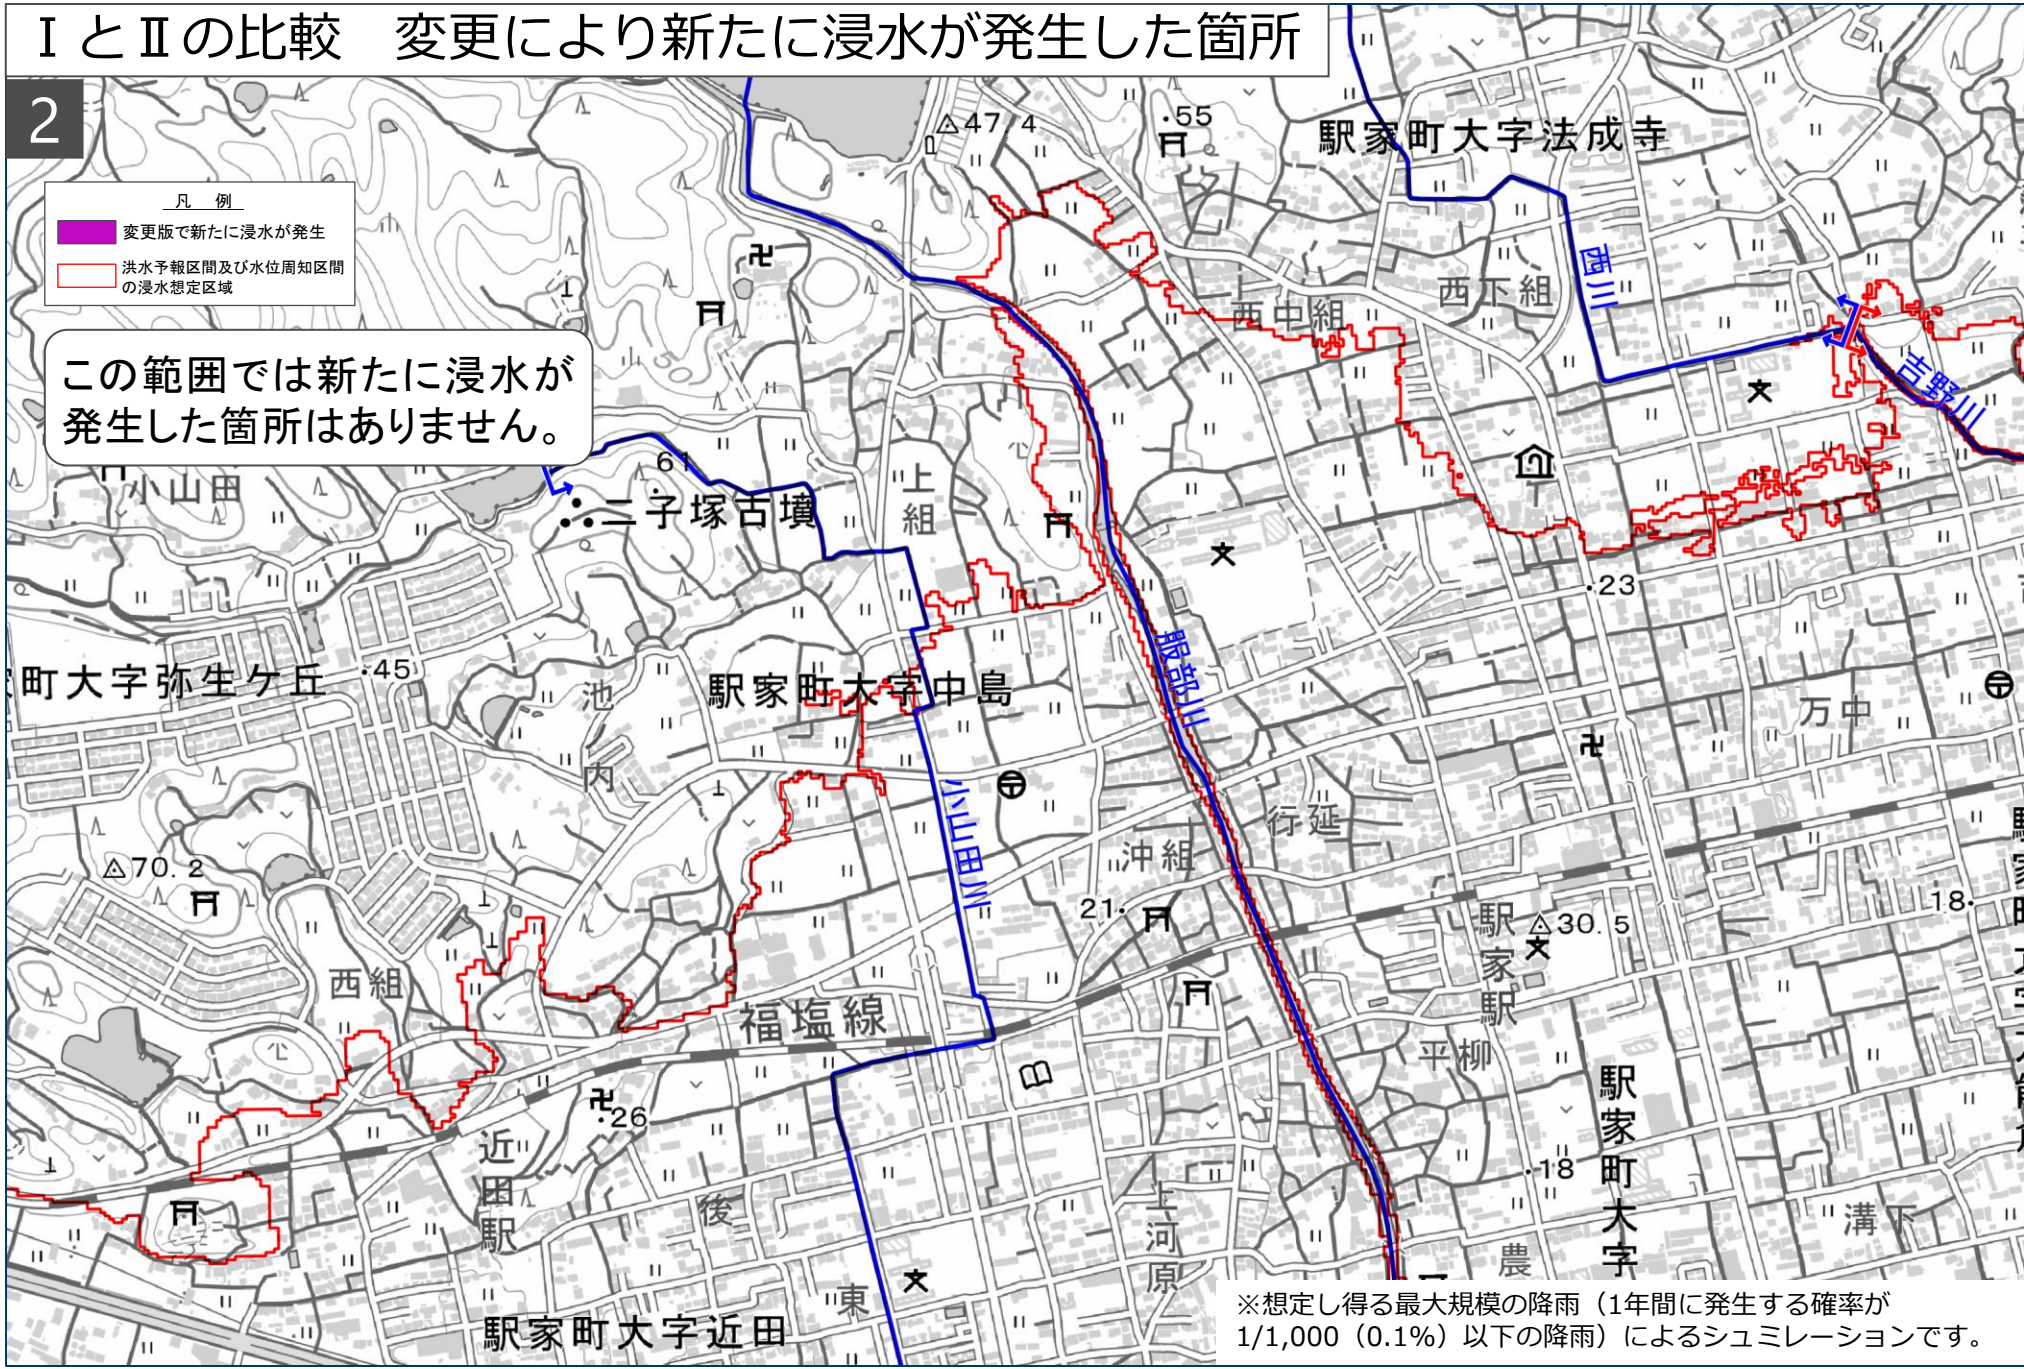 ⅠとⅡの比較　変更により新たに浸水が発生した箇所
2
凡 例
変更版で新たに浸水が発生
洪水予報区間及び水位周知区間
の浸水想定区域
この範囲では新たに浸水が
発生した箇所はありません。
47.4
55
駅家町大字法成寺
西川
西下組
西中組
吉野川
小山田
61
二子塚古墳
上組
23
服部川
町大字弥生ケ丘
45
池ノ内
駅家町大字中島
万中
小山田川
行延
沖組
70.2
21
18
駅家駅
30.5
西組
福塩線
平柳
26
近田駅
駅家町大字
18
後
上河原
溝下
農
東
駅家町大字近田
※想定し得る最大規模の降雨（1年間に発生する確率が
1/1,000（0.1%）以下の降雨）によるシュミレーションです。